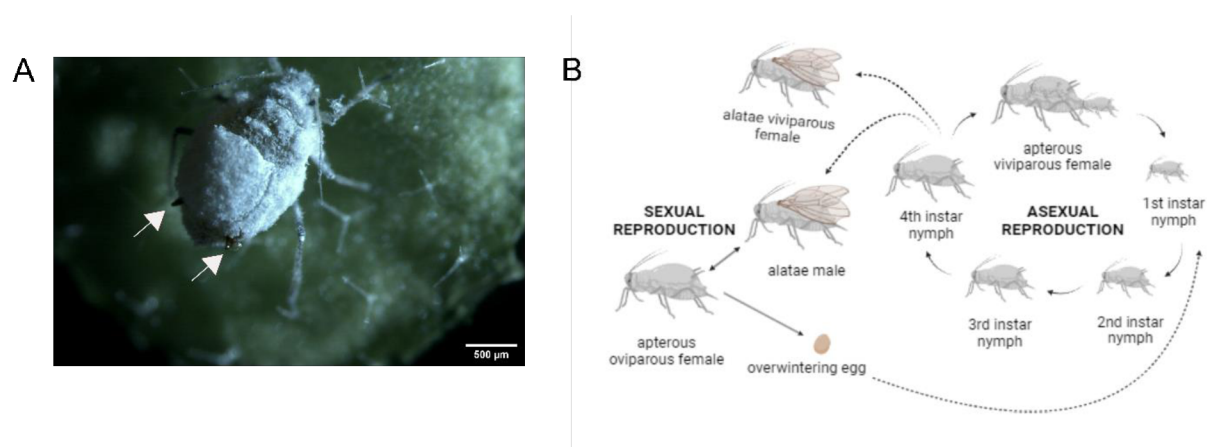 A
500 µm
B
alatae viviparous
female
apterous
viviparous female
1st instar
nymph
4th instar
nymph
ASEXUAL
REPRODUCTION
SEXUAL
REPRODUCTION
alatae male
3rd instar
nymph
2nd instar
nymph
apterous
oviparous female
overwintering egg